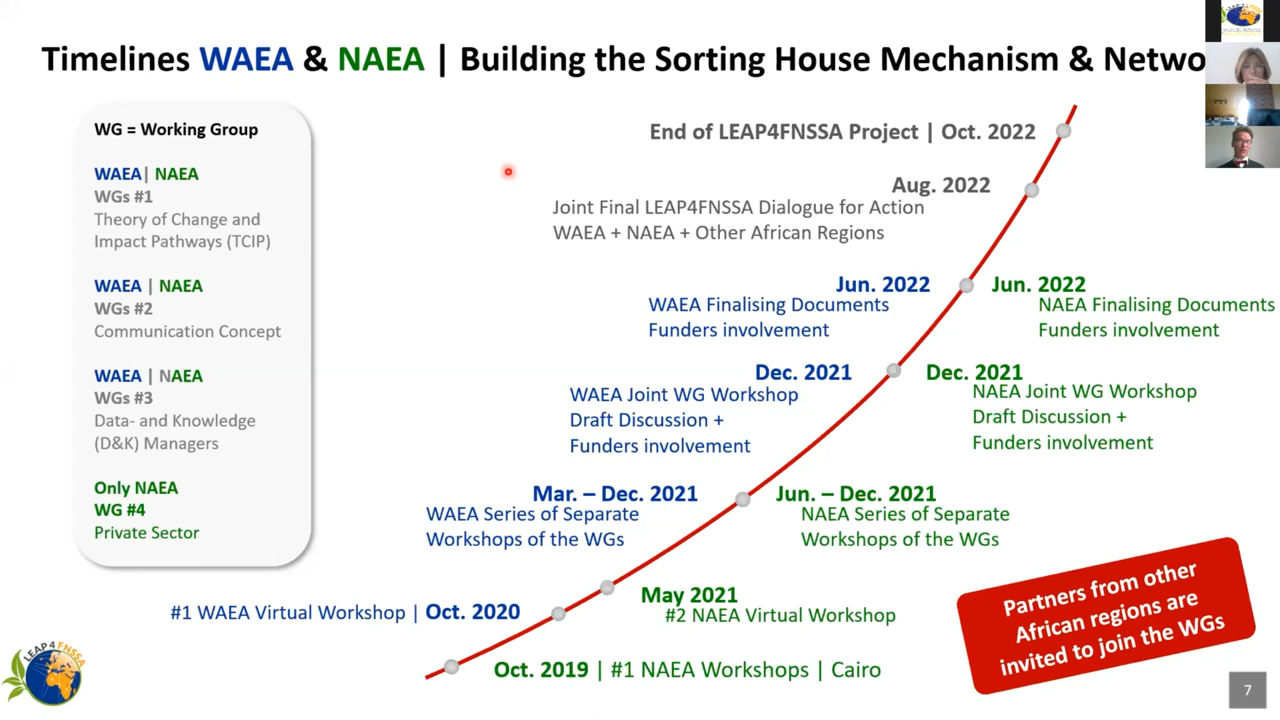 Timelines WAEA & NAEA | Building the Sorting House Mechanism & Netwo
WG = Working Group
WAEA| NAEA
WGs #1
Theory of Change and
Impact Pathways (TCIP)
WAEA | NAEA
WGs #2
Communication Concept
WAEA | NAEA
WGs #3
Data- and Knowledge
(D&K) Managers
Only NAEA
WG #4
Private Sector
End of LEAP4FNSSA Project | Oct. 2022
Aug. 2022
Joint Final LEAP4FNSSA Dialogue for Action
WAEA + NAEA + Other African Regions
Jun. 2022
WAEA Finalising Documents
Funders involvement
Jun. 2022
NAEA Finalising Documents
Funders involvement
Dec. 2021
WAEA Joint WG Workshop
Draft Discussion +
Funders involvement
Dec. 2021
NAEA Joint WG Workshop
Draft Discussion +
Funders involvement
Mar. – Dec. 2021
WAEA Series of Separate
Workshops of the WGs
Jun. – Dec. 2021
NAEA Series of Separate
Workshops of the WGs
May 2021
#2 NAEA Virtual Workshop
#1 WAEA Virtual Workshop | Oct. 2020
Oct. 2019 | #1 NAEA Workshops | Cairo
Partners from other
African regions are
invited to join the WGs
LEAP4FNSSA
7